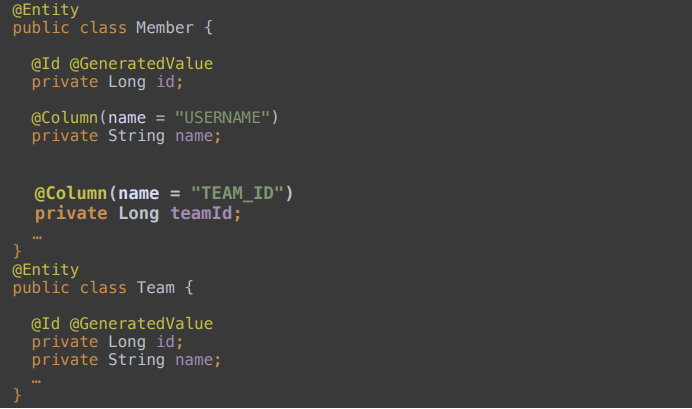 @Entity
public class Member {
@Id @GeneratedValue
private Long id;
@Column(name = "USERNAME")
private String name;
@Column(name = "TEAM_ID")
private Long teamId;
…
}
@Entity
public class Team {
@Id @GeneratedValue
private Long id;
private String name;
…
}